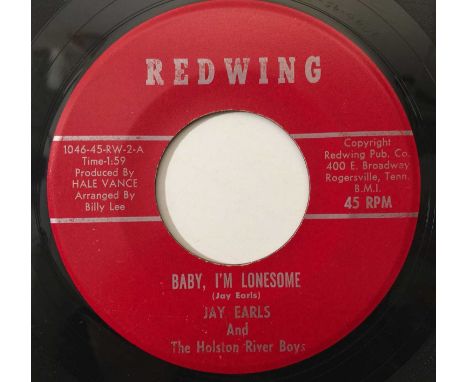 REDWING
1046-45-RW-2-A
Time-1:59
Produced By
HALE VANCE
Arranged By
Billy Lee
Copyright
Redwing Pub. Co.
400 E. Broadway
Rogersville, Tenn.
B.M.I.
45 RPM
BABY, I'M LONESOME
(Jay Earls)
JAY EARLS
And
The Holston River Boys